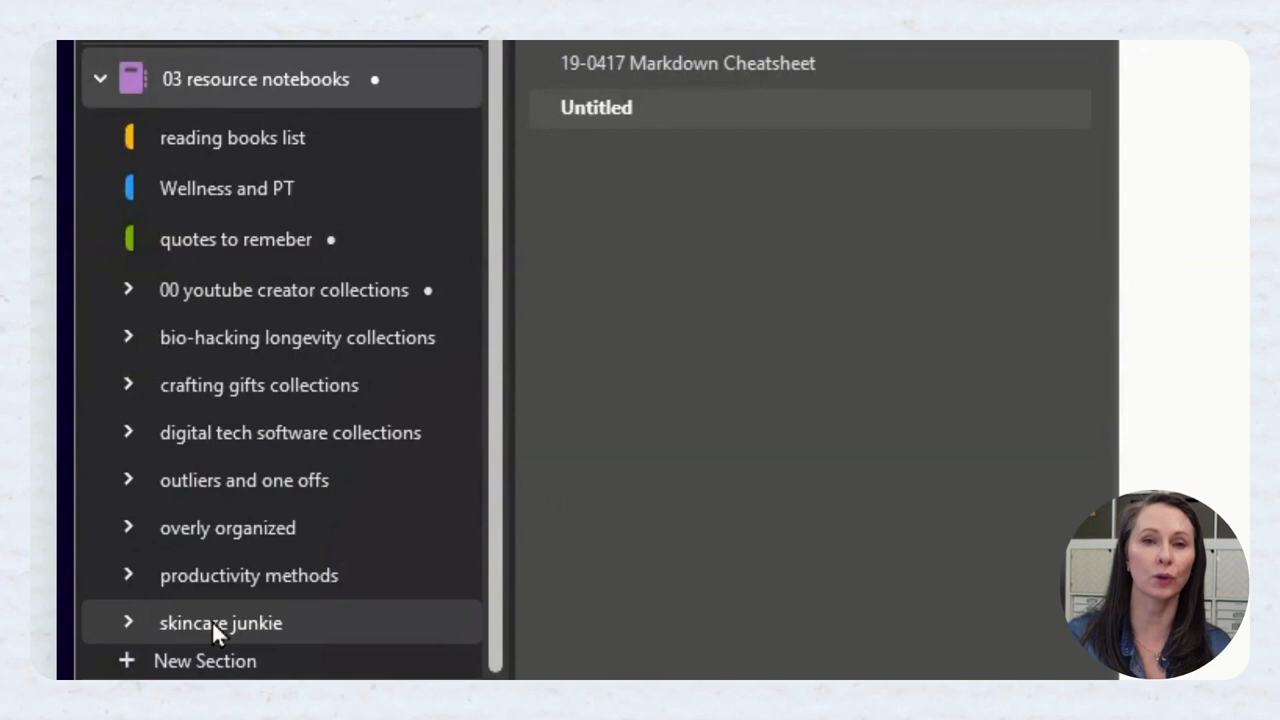 03 resource notebooks
reading books list
Wellness and PT
quotes to remeber
00 youtube creator collections
bio-hacking longevity collections
crafting gifts collections
digital tech software collections
outliers and one offs
overly organized
productivity methods
skincare junkie
New Section
19-0417 Markdown Cheatsheet
Untitled